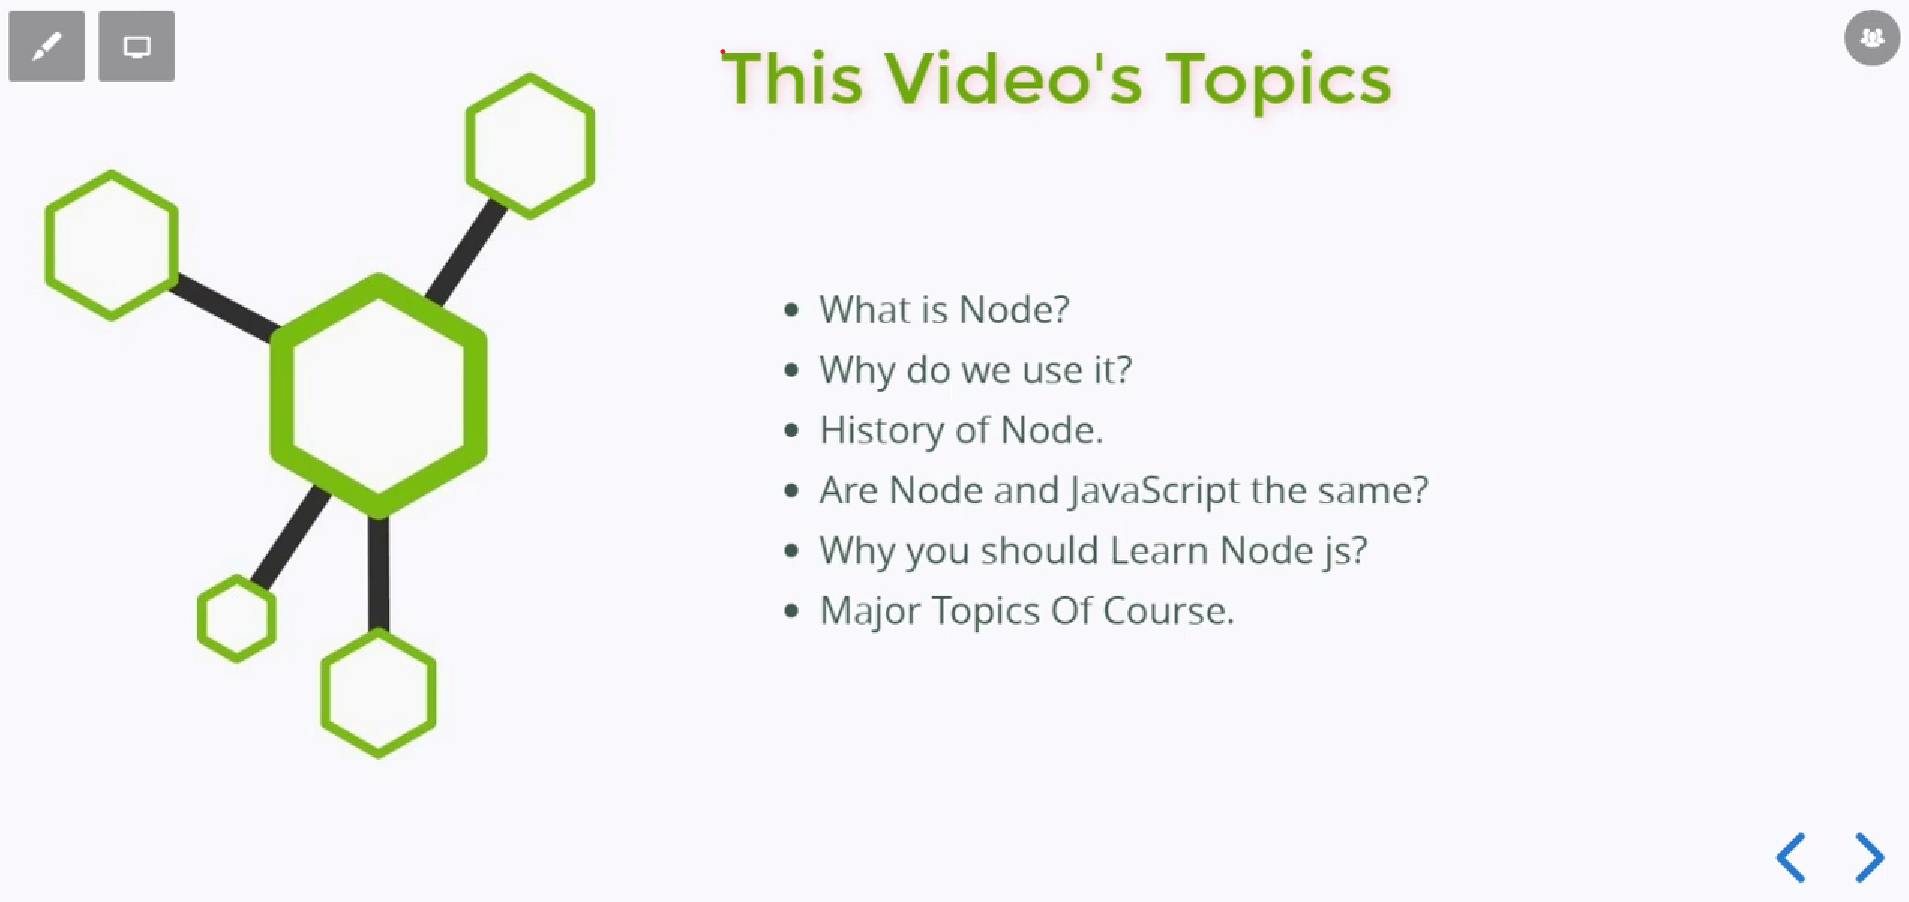 This Video's Topics
What is Node?
Why do we use it?
History of Node.
Are Node and JavaScript the same?
Why you should Learn Node js?
Major Topics Of Course.